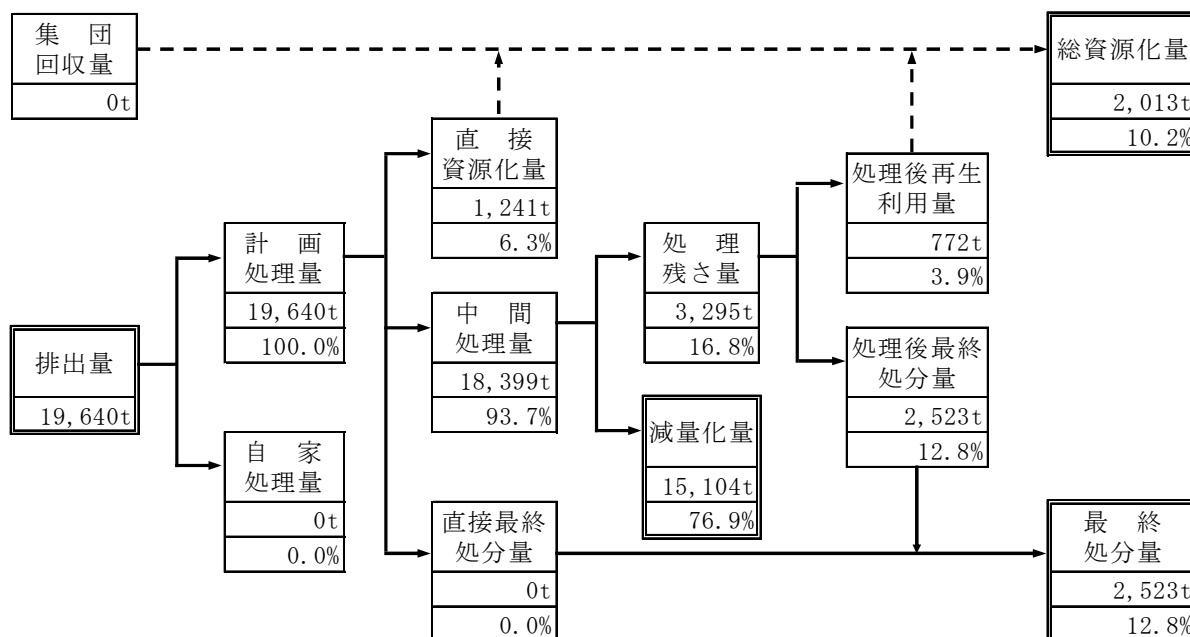 集　団
回収量
0t
総資源化量
2,013t
10.2%
直　接
資源化量
1,241t
6.3%
処理後再生
利用量
772t
3.9%
計　画
処理量
19,640t
100.0%
処　理
残さ量
3,295t
16.8%
中　間
処理量
18,399t
93.7%
排出量
19,640t
処理後最終
処分量
2,523t
12.8%
減量化量
15,104t
76.9%
自　家
処理量
0t
0.0%
直接最終
処分量
0t
0.0%
最　終
処分量
2,523t
12.8%